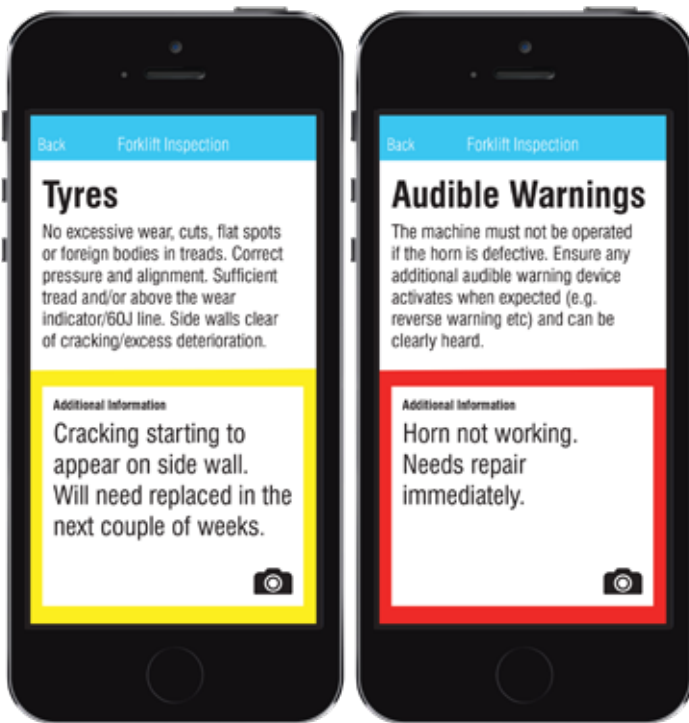 Back Forklift Inspection
Tyres
No excessive wear, cuts, flat spots
or foreign bodies in treads. Correct
pressure and alignment. Sufficient
tread and/or above the wear
indicator/60J line. Side walls clear
of cracking/excess deterioration.
Additional Information
Cracking starting to
appear on side wall.
Will need replaced in the
next couple of weeks.
Back Forklift Inspection
Audible Warnings
The machine must not be operated
if the horn is defective. Ensure any
additional audible warning device
activates when expected (e.g.
reverse warning etc) and can be
clearly heard.
Additional Information
Horn not working.
Needs repair
immediately.